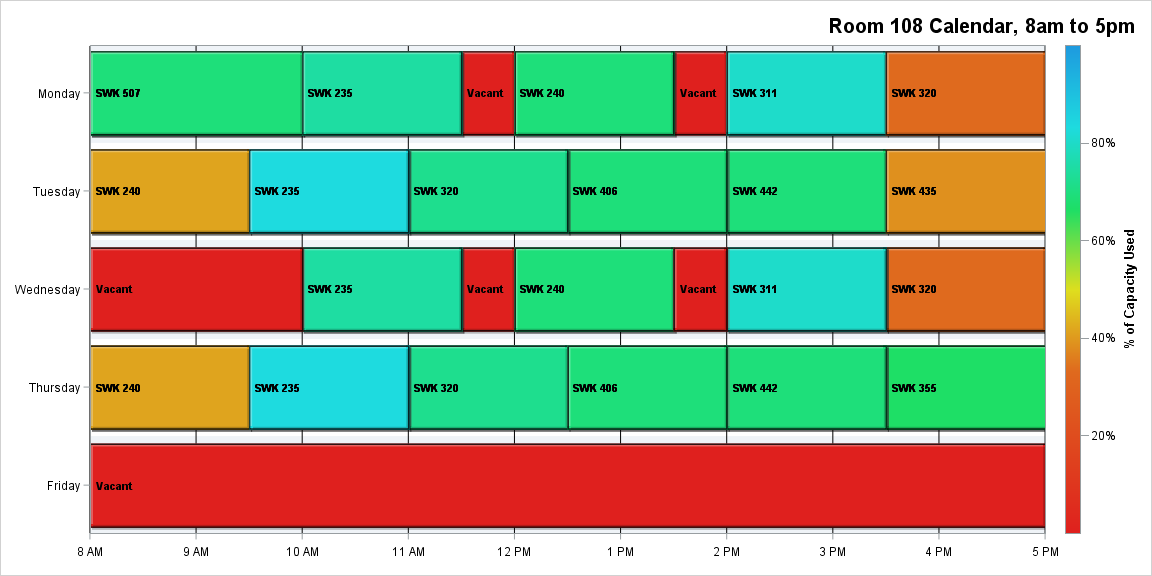 Room 108 Calendar, 8am to 5pm
Monday
SWK 507
SWK 235
Vacant
SWK 240
Vacant
SWK 311
SWK 320
Tuesday
SWK 240
SWK 235
SWK 320
SWK 406
SWK 442
SWK 435
Wednesday
Vacant
SWK 235
Vacant
SWK 240
Vacant
SWK 311
SWK 320
Thursday
SWK 240
SWK 235
SWK 320
SWK 406
SWK 442
SWK 355
Friday
Vacant
8 AM
9 AM
10 AM
11 AM
12 PM
1 PM
2 PM
3 PM
4 PM
5 PM
80%
60%
40%
20%
% of Capacity Used